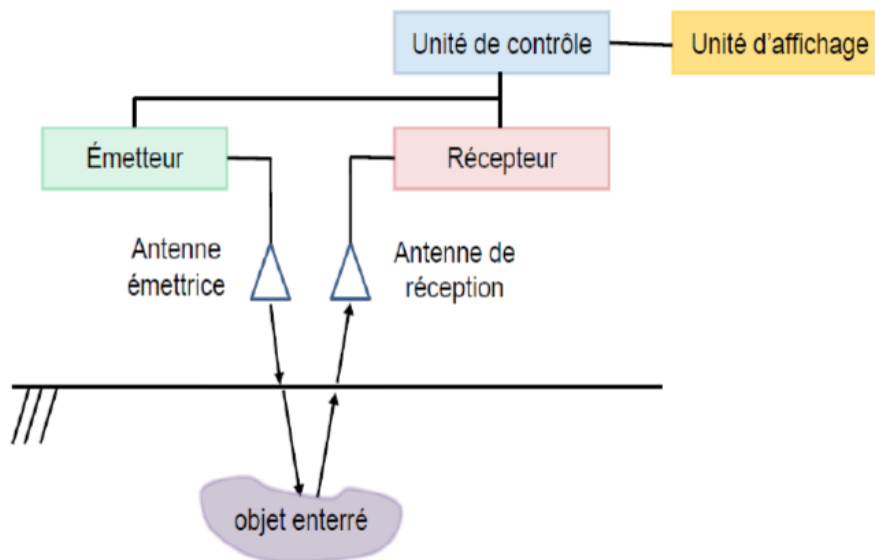 Unité de contrôle
Unité d'affichage
Émetteur
Récepteur
Antenne
émettrice
Antenne de
réception
objet enterré